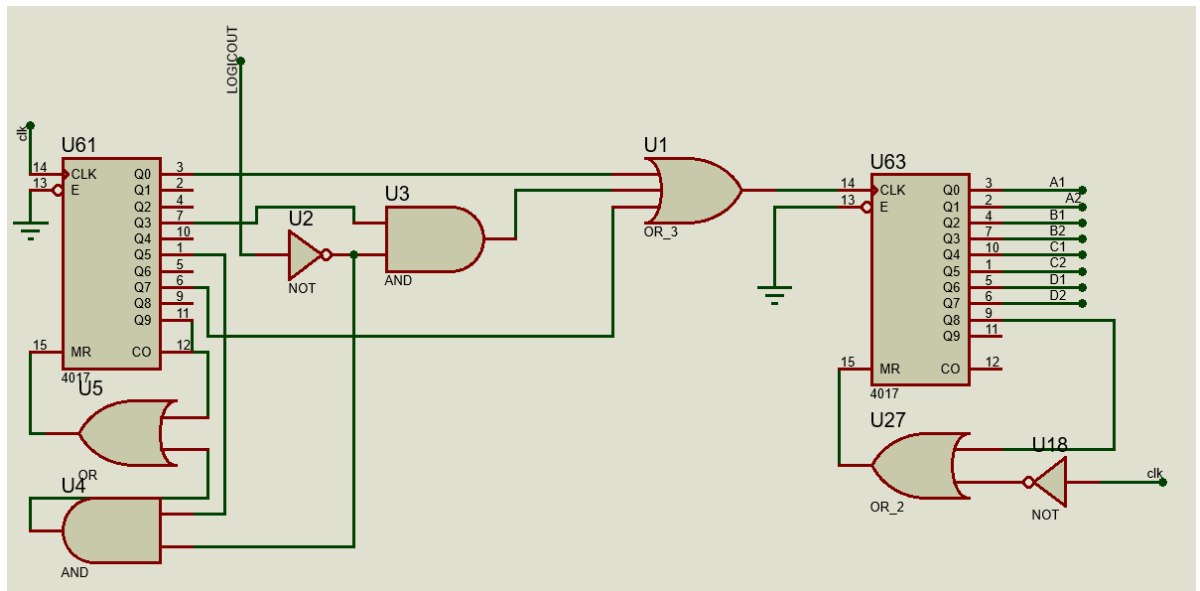 LOGICOUT
clk
U61
14 CLK Q0 3
13 E Q1 2
Q2 4
Q3 7
Q4 10
Q5 1
Q6 5
Q7 6
Q8 9
Q9 11
15 MR CO 12
4017
U2
NOT
U3
AND
U1
OR_3
U63
14 CLK Q0 3 A1
13 E Q1 2 A2
Q2 4 B1
Q3 7 B2
Q4 10 C1
Q5 1 C2
Q6 5 D1
Q7 6 D2
Q8 9
Q9 11
15 MR CO 12
4017
U5
OR
U4
AND
U27
OR_2
U18
NOT
clk